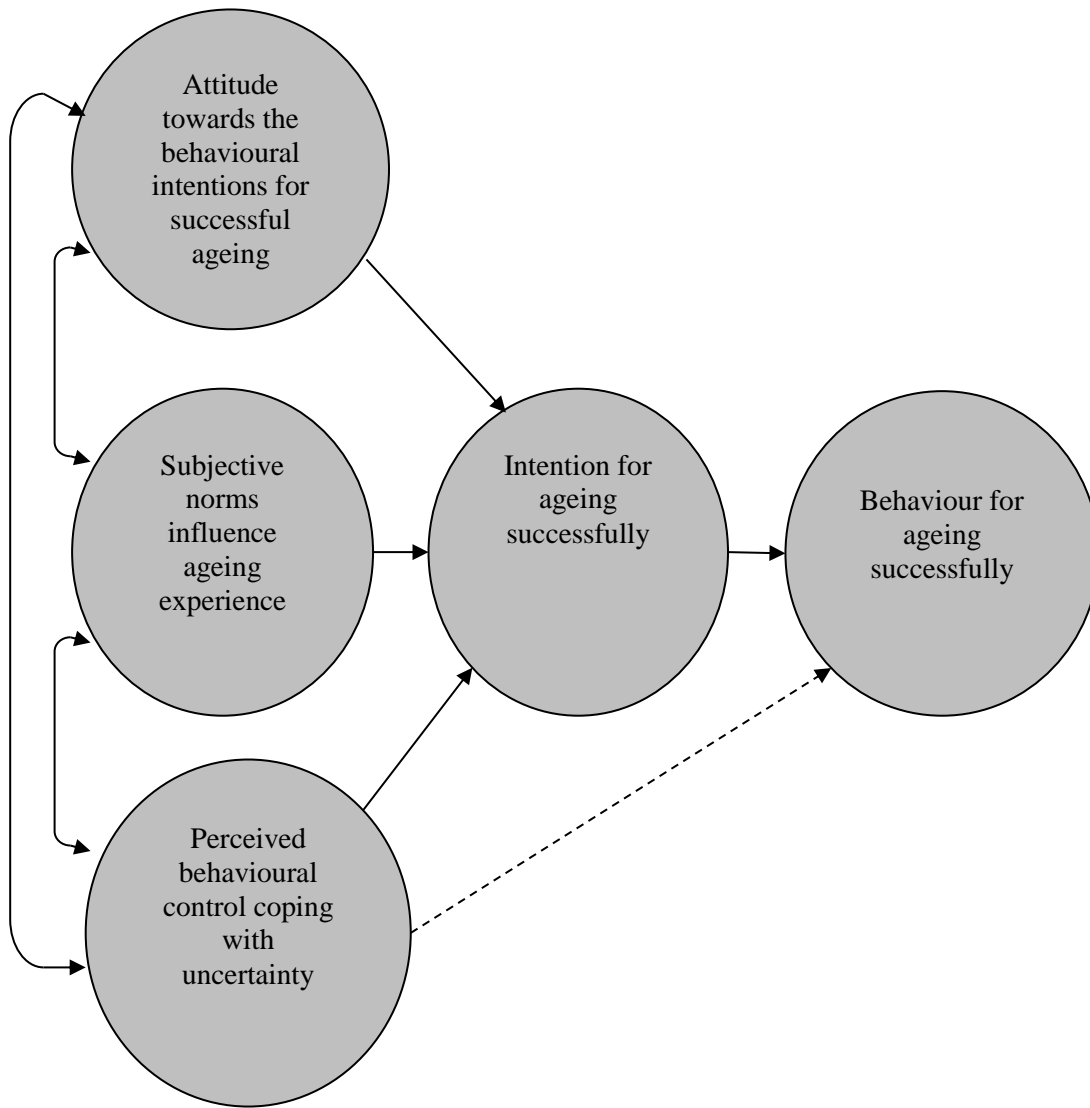 Attitude
towards the
behavioural
intentions for
successful
ageing
Subjective
norms
influence
ageing
experience
Intention for
ageing
successfully
Behaviour for
ageing
successfully
Perceived
behavioural
control coping
with
uncertainty